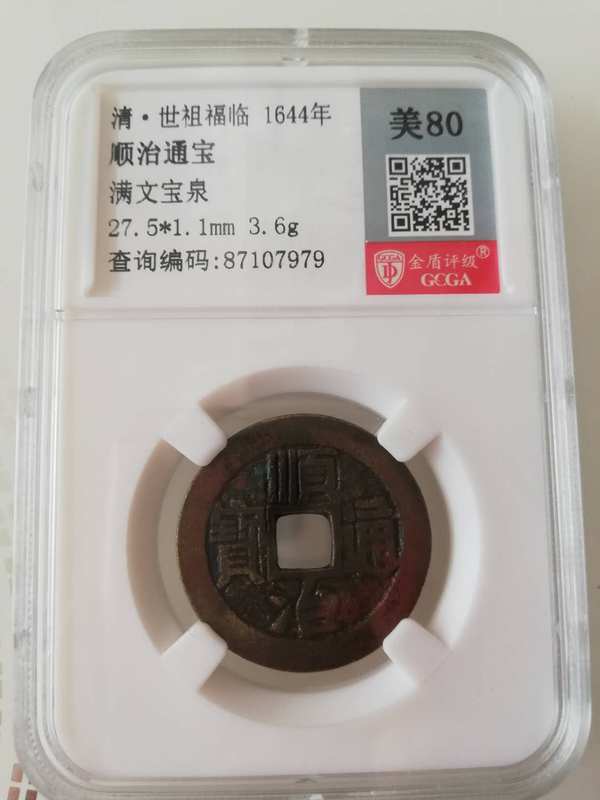 清·世祖福临 1644年
顺治通宝
满文宝泉
27.5*1.1mm 3.6g
查询编码:87107979
美80
GCGA
金盾评级®
GCGA
順治通寳